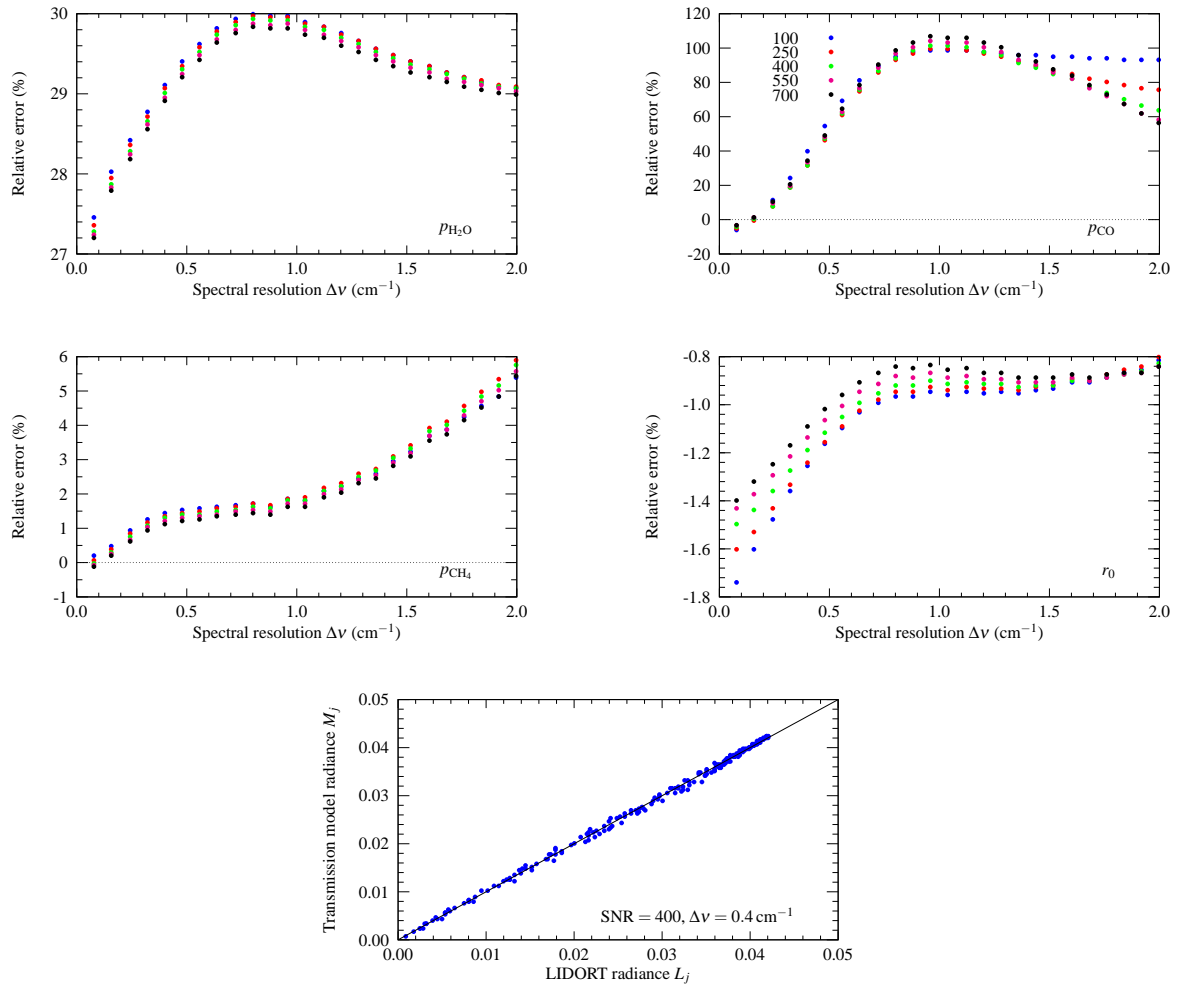 30
29
28
27
Relative error (%)
p_H2O
0.0 0.5 1.0 1.5 2.0
Spectral resolution Δν (cm⁻¹)
120
100
80
60
40
20
0
-20
Relative error (%)
100
250
400
550
700
p_CO
0.0 0.5 1.0 1.5 2.0
Spectral resolution Δν (cm⁻¹)
6
5
4
3
2
1
0
-1
Relative error (%)
p_CH4
0.0 0.5 1.0 1.5 2.0
Spectral resolution Δν (cm⁻¹)
-0.8
-1.0
-1.2
-1.4
-1.6
-1.8
Relative error (%)
r₀
0.0 0.5 1.0 1.5 2.0
Spectral resolution Δν (cm⁻¹)
0.05
0.04
0.03
0.02
0.01
0.00
Transmission model radiance M_j
SNR = 400, Δν = 0.4 cm⁻¹
0.00 0.01 0.02 0.03 0.04 0.05
LIDORT radiance L_j